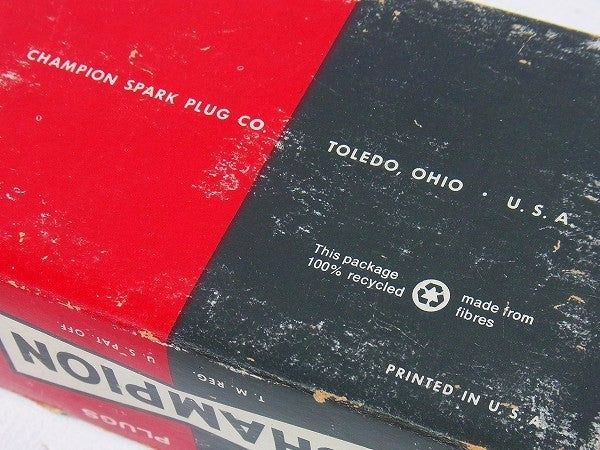 CHAMPION SPARK PLUG CO.
TOLEDO, OHIO · U.S.A.
This package made from
100% recycled fibres
PRINTED IN U.S.A.
U.S. PAT. OFF.
T.M. REG.
CHAMPION
PLUGS